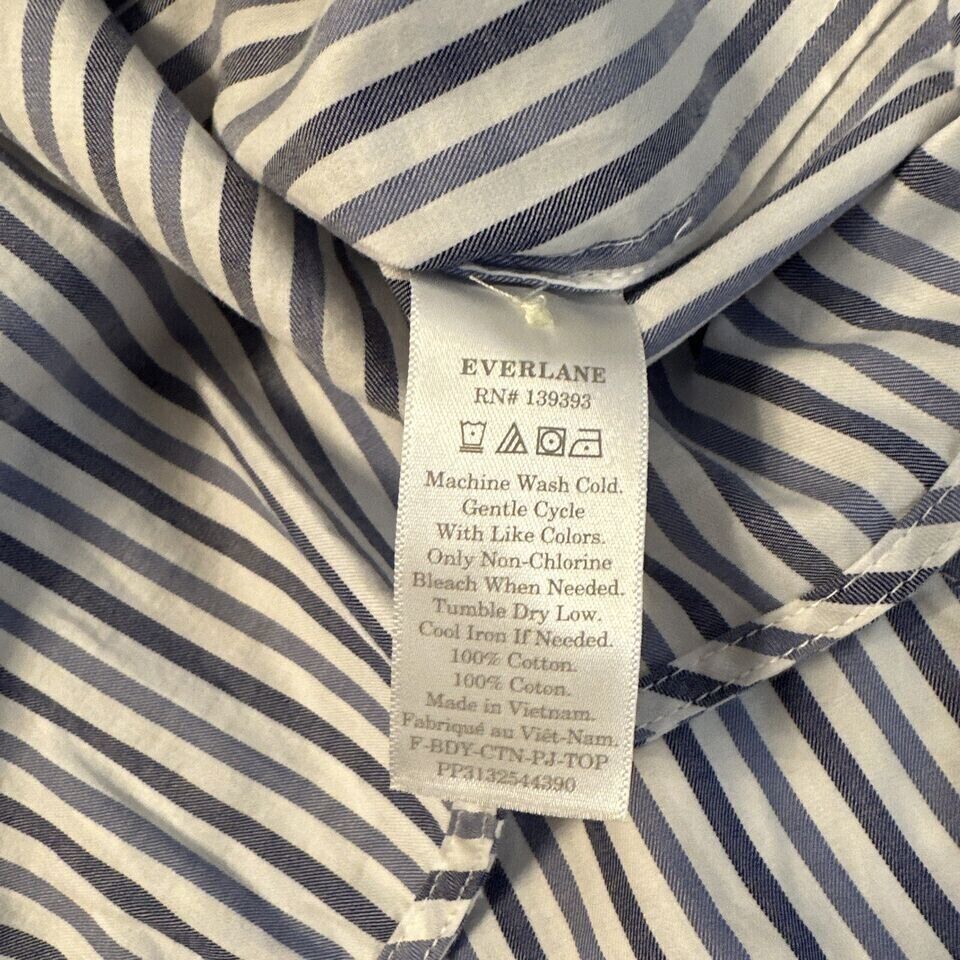 EVERLANE
RN# 139393
Machine Wash Cold.
Gentle Cycle
With Like Colors.
Only Non-Chlorine
Bleach When Needed.
Tumble Dry Low.
Cool Iron If Needed.
100% Cotton.
100% Coton.
Made in Vietnam.
Fabriqué au Viêt-Nam.
F-BDY-CTN-PJ-TOP
PP3132544390